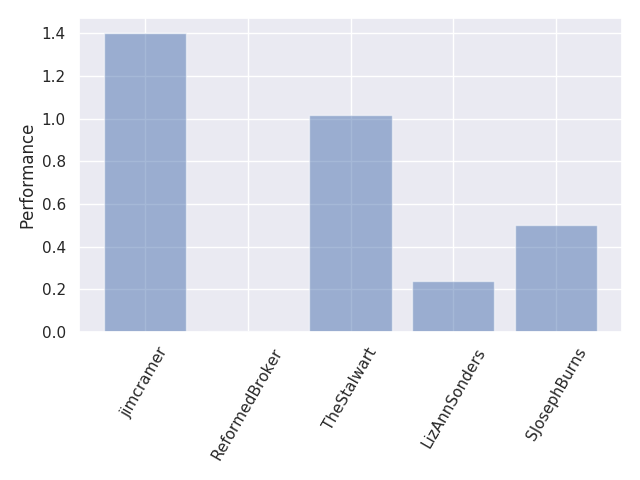 Performance
1.4
1.2
1.0
0.8
0.6
0.4
0.2
0.0
jimcramer
ReformedBroker
TheStalwart
LizAnnSonders
SJosephBurns